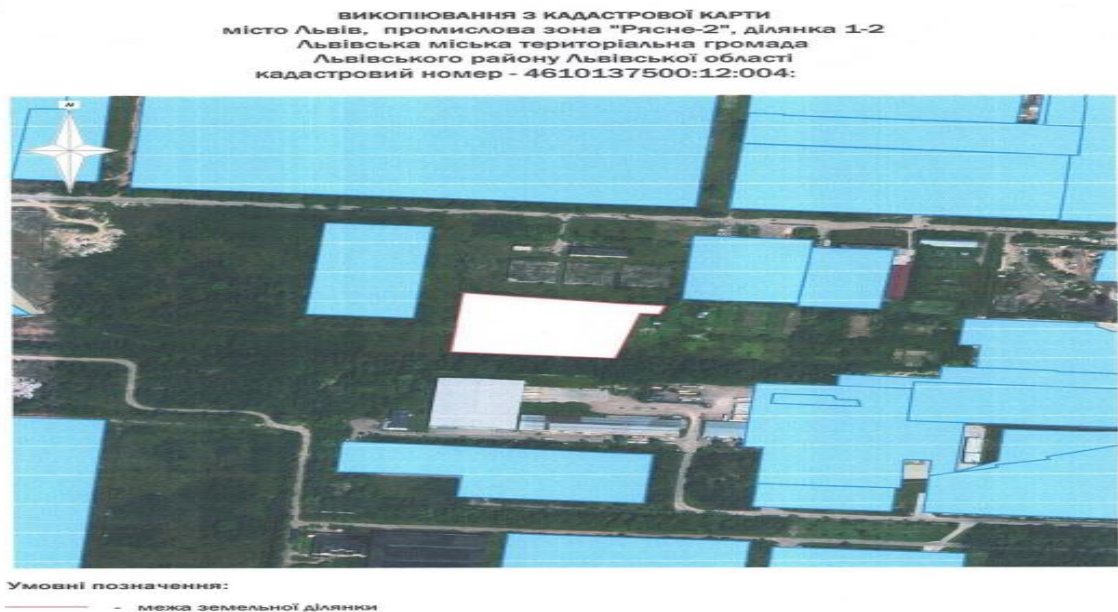 ВИКОПІЮВАННЯ З КАДАСТРОВОЇ КАРТИ
місто Львів, промислова зона "Рясне-2", ділянка 1-2
Львівська міська територіальна громада
Львівського району Львівської області
кадастровий номер - 4610137500:12:004:
N
Умовні позначення:
- межа земельної ділянки